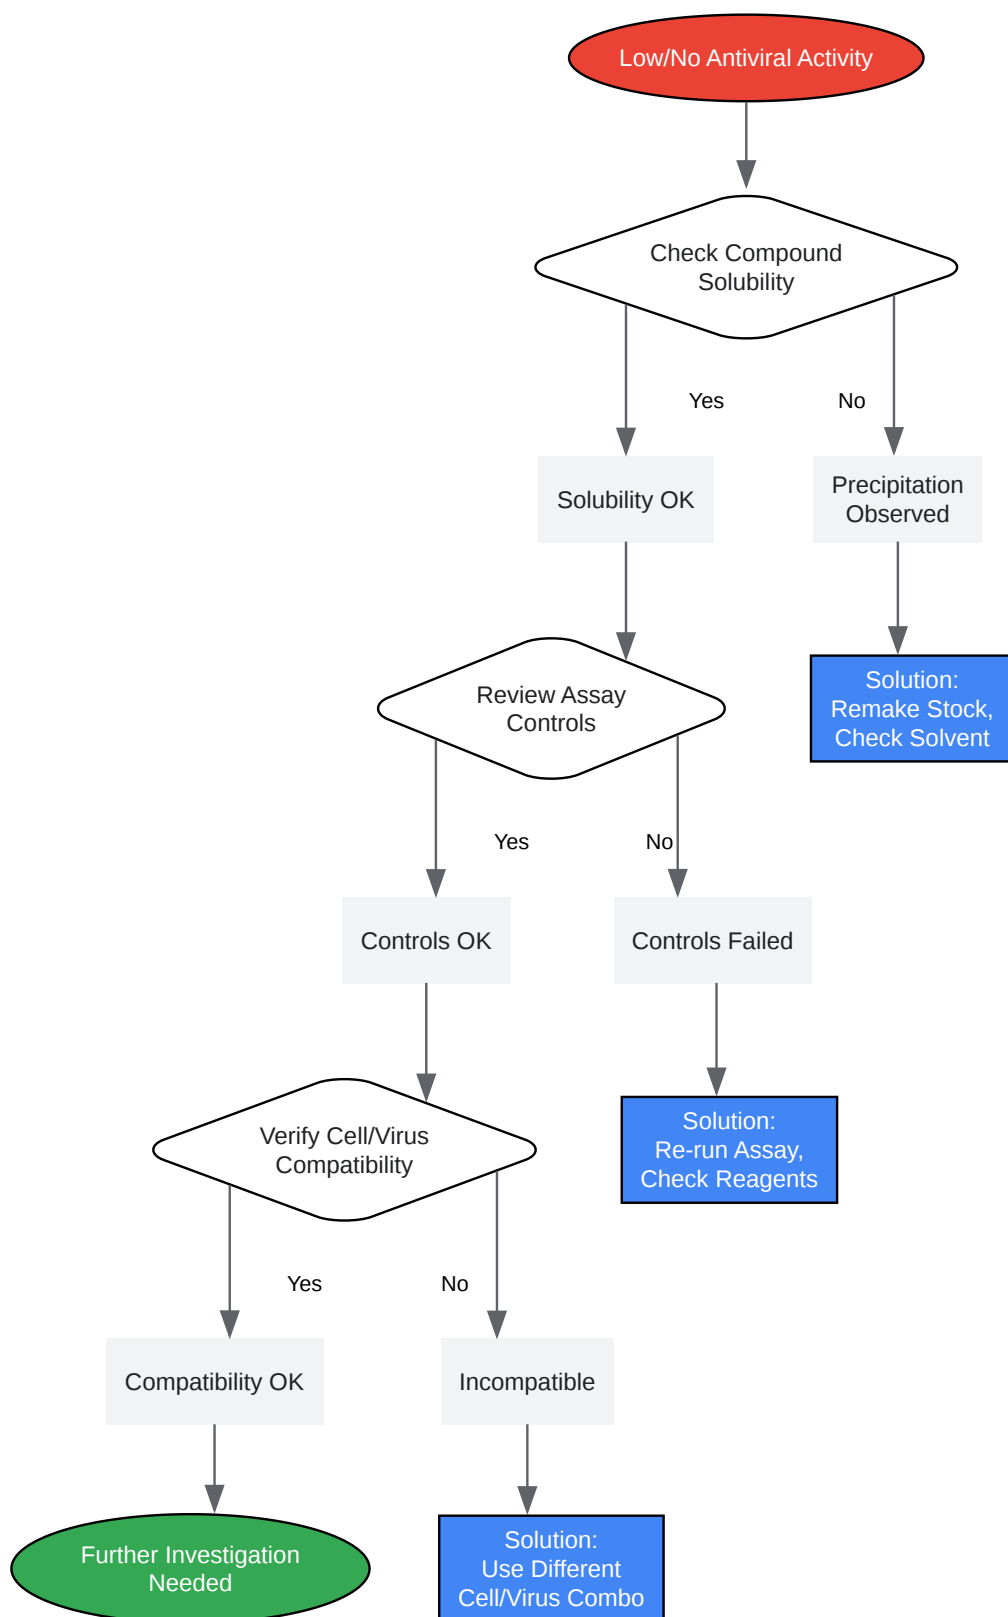 Low/No Antiviral Activity
Check Compound
Solubility
Yes
No
Solubility OK
Precipitation
Observed
Solution:
Remake Stock,
Check Solvent
Review Assay
Controls
Yes
No
Controls OK
Controls Failed
Solution:
Re-run Assay,
Check Reagents
Verify Cell/Virus
Compatibility
Yes
No
Compatibility OK
Incompatible
Further Investigation
Needed
Solution:
Use Different
Cell/Virus Combo